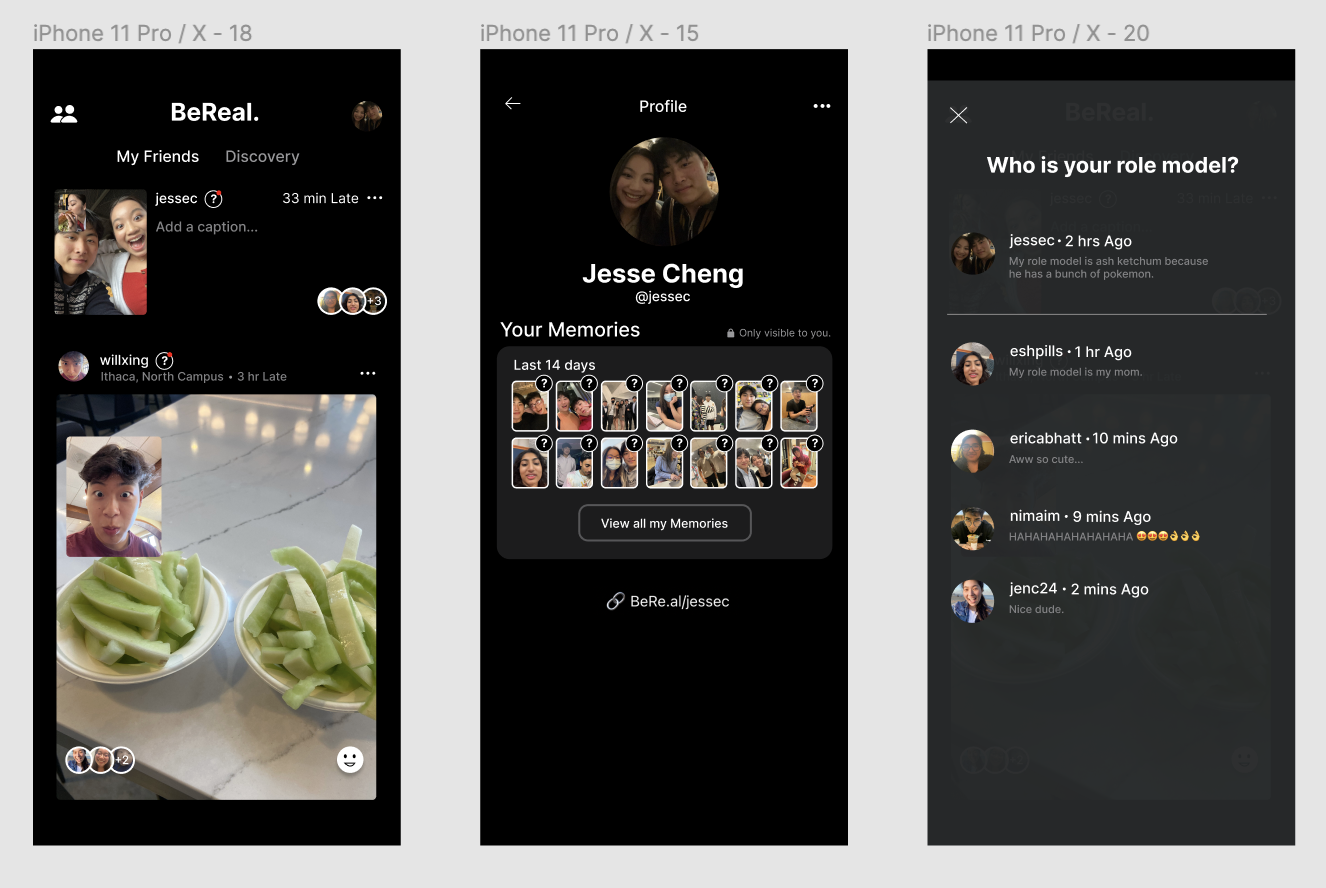 iPhone 11 Pro / X - 18
BeReal.
My Friends Discovery
jessec ? 33 min Late
Add a caption...
+3
willxing ?
Ithaca, North Campus • 3 hr Late
+2
iPhone 11 Pro / X - 15
Profile
Jesse Cheng
@jessec
Your Memories Only visible to you.
Last 14 days
? ? ? ? ? ? ?
? ? ? ? ? ? ?
View all my Memories
BeRe.al/jessec
iPhone 11 Pro / X - 20
BeReal.
Who is your role model?
jessec ? 33 min Late
jessec • 2 hrs Ago
My role model is ash ketchum because
he has a bunch of pokemon.
eshpills • 1 hr Ago
My role model is my mom.
ericabhatt • 10 mins Ago
Aww so cute...
nimaim • 9 mins Ago
HAHAHAHAHAHAHAHA 😍😍😍👌👌👌
jenc24 • 2 mins Ago
Nice dude.